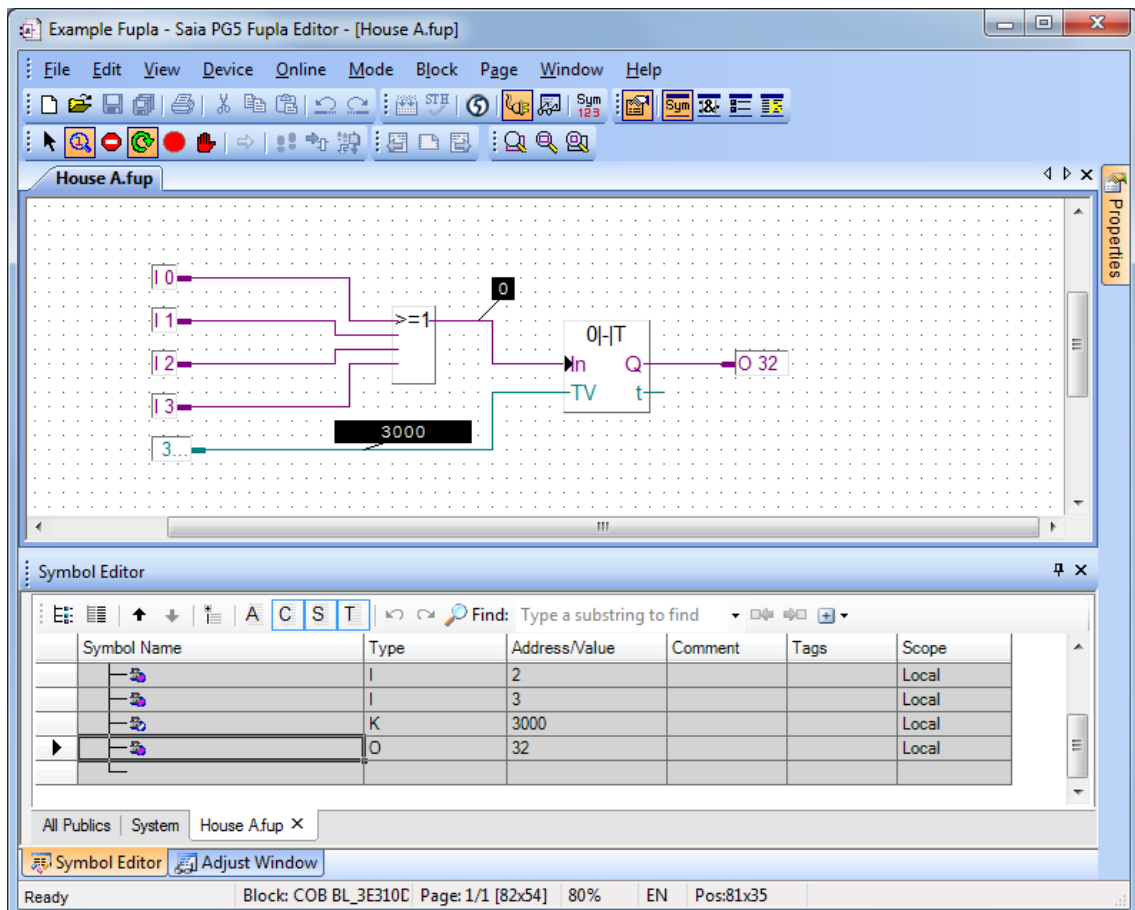 Example Fupla - Saia PG5 Fupla Editor - [House A.fup]
File Edit View Device Online Mode Block Page Window Help
STH Sym 123 Sym
House A.fup
Properties
I 0
0
I 1 >=1
0|-|T
I 2 In Q O 32
TV t
I 3
3000
3...
Symbol Editor
A C S T Find: Type a substring to find
Symbol Name Type Address/Value Comment Tags Scope
I 2 Local
I 3 Local
K 3000 Local
O 32 Local
All Publics System House A.fup
Symbol Editor Adjust Window
Ready Block: COB BL_3E310D Page: 1/1 [82x54] 80% EN Pos:81x35